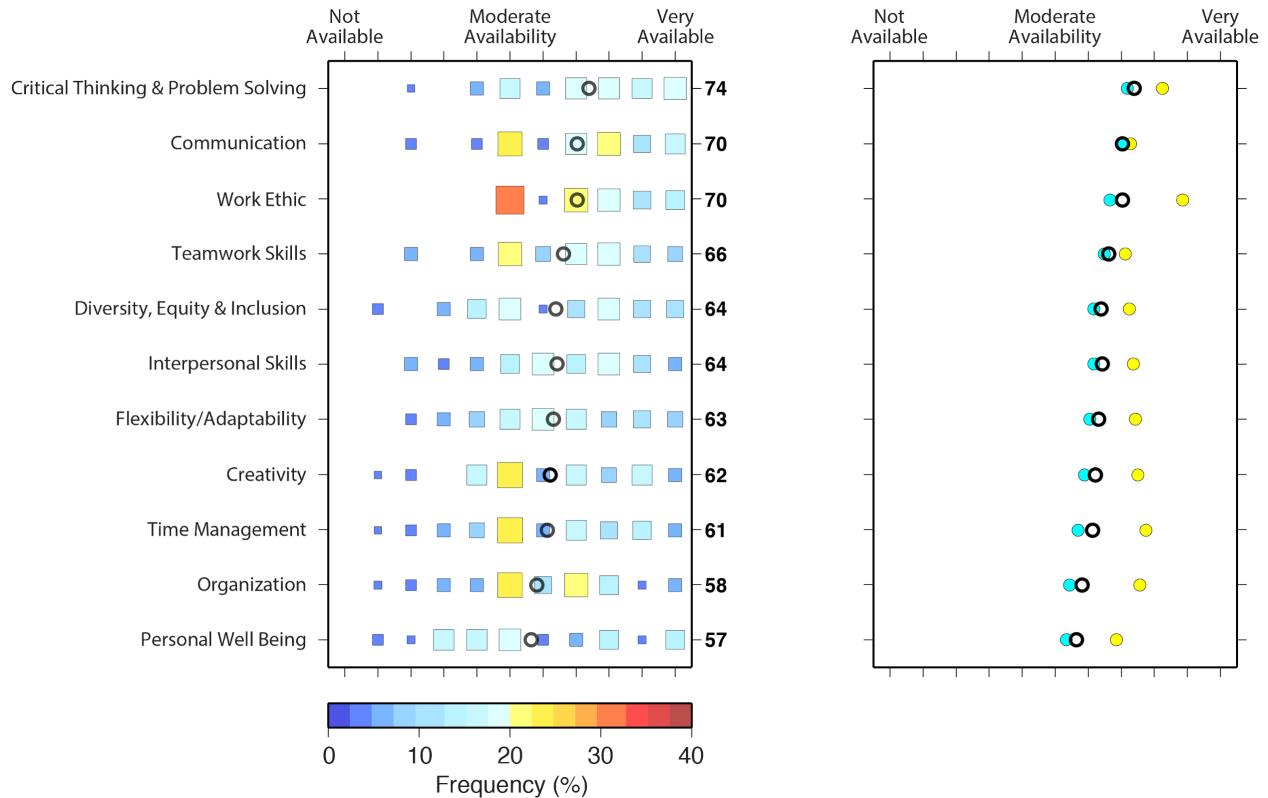 Not
Available
Moderate
Availability
Very
Available
Not
Available
Moderate
Availability
Very
Available
Critical Thinking & Problem Solving
74
Communication
70
Work Ethic
70
Teamwork Skills
66
Diversity, Equity & Inclusion
64
Interpersonal Skills
64
Flexibility/Adaptability
63
Creativity
62
Time Management
61
Organization
58
Personal Well Being
57
0 10 20 30 40
Frequency (%)